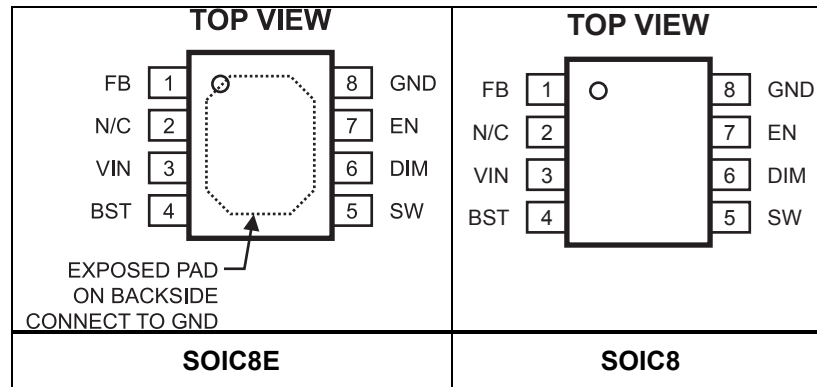 TOP VIEW
FB 1 8 GND
N/C 2 7 EN
VIN 3 6 DIM
BST 4 5 SW
EXPOSED PAD
ON BACKSIDE
CONNECT TO GND
SOIC8E
TOP VIEW
FB 1 8 GND
N/C 2 7 EN
VIN 3 6 DIM
BST 4 5 SW
SOIC8